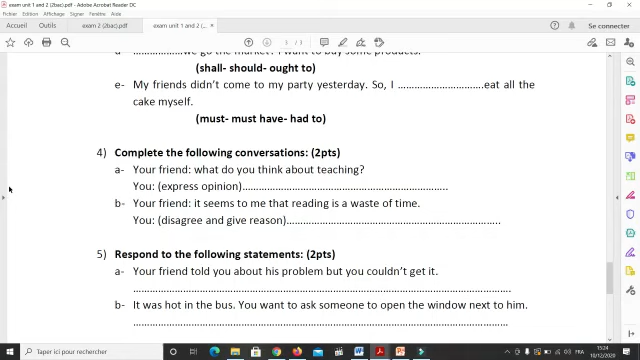 exam unit 1 and 2 (2bac).pdf - Adobe Acrobat Reader DC
Fichier Edition Affichage Signer Fenêtre Aide
Accueil Outils exam 2 (2bac).pdf exam unit 1 and 2 (... × Se connecter
3 / 3
………………we go the market? I want to buy some products.
(shall- should- ought to)
e- My friends didn't come to my party yesterday. So, I ………………………….eat all the
cake myself.
(must- must have- had to)
4) Complete the following conversations: (2pts)
a- Your friend: what do you think about teaching?
You: (express opinion)……………………………………………………………….
b- Your friend: it seems to me that reading is a waste of time.
You: (disagree and give reason)……………………………………………………………..
5) Respond to the following statements: (2pts)
a- Your friend told you about his problem but you couldn't get it.
………………………………………………………………………………………………………………….
b- It was hot in the bus. You want to ask someone to open the window next to him.
…………………………………………………………………………………………………………………
Taper ici pour rechercher
FRA
15:24
10/12/2020